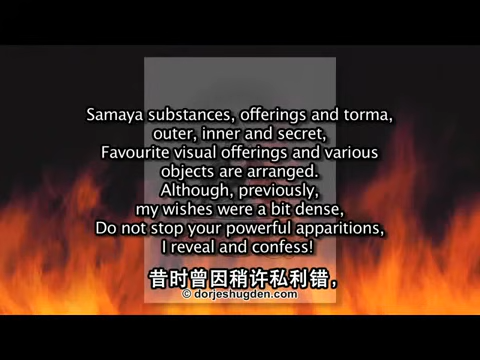 Samaya substances, offerings and torma,
outer, inner and secret,
Favourite visual offerings and various
objects are arranged.
Although, previously,
my wishes were a bit dense,
Do not stop your powerful apparitions,
I reveal and confess!
昔时曾因稍许私利错,
© dorjeshugden.com